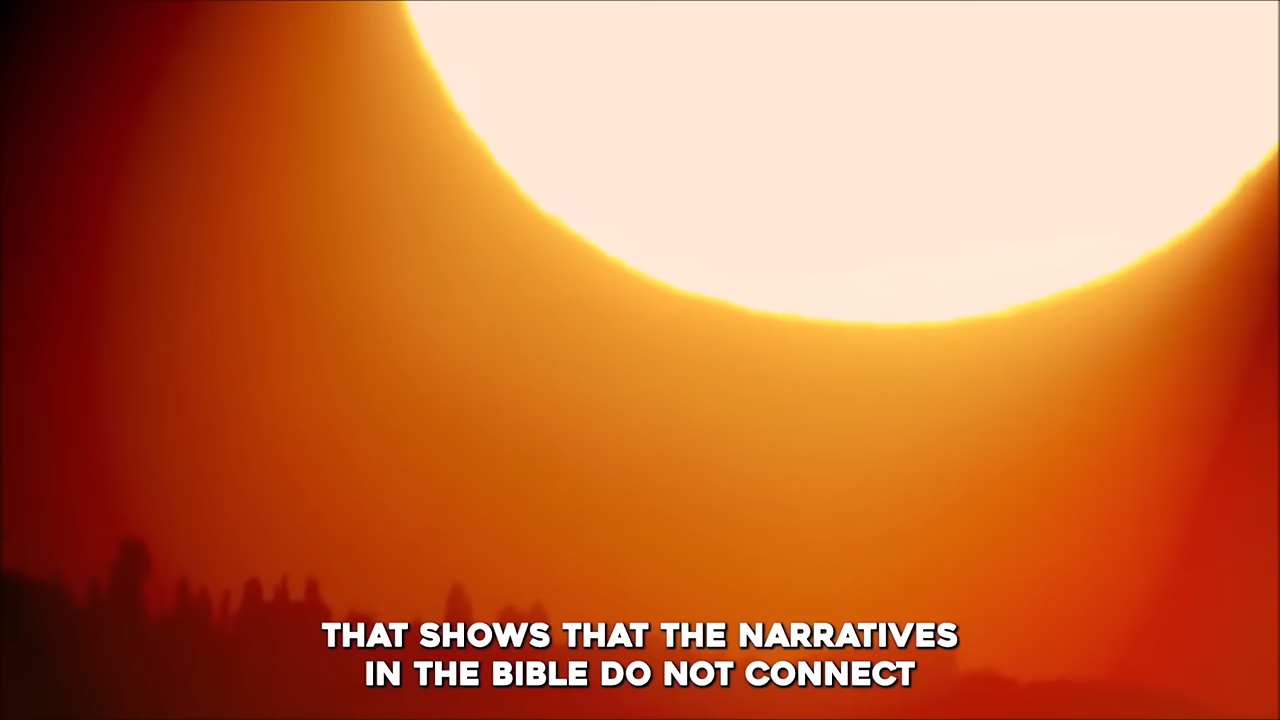 THAT SHOWS THAT THE NARRATIVES
IN THE BIBLE DO NOT CONNECT